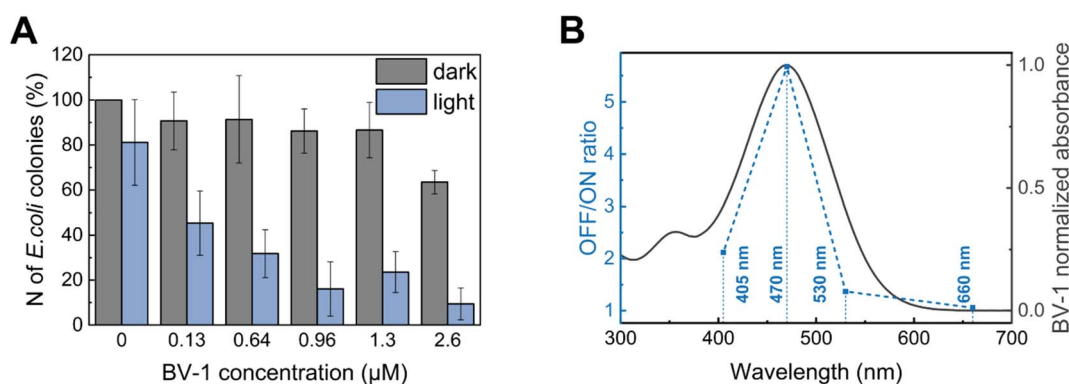 A
N of E.coli colonies (%)
120
100
80
60
40
20
0
dark
light
0 0.13 0.64 0.96 1.3 2.6
BV-1 concentration (µM)
B
OFF/ON ratio
5
4
3
2
1
405 nm
470 nm
530 nm
660 nm
1.0
0.5
0.0
BV-1 normalized absorbance
300 400 500 600 700
Wavelength (nm)